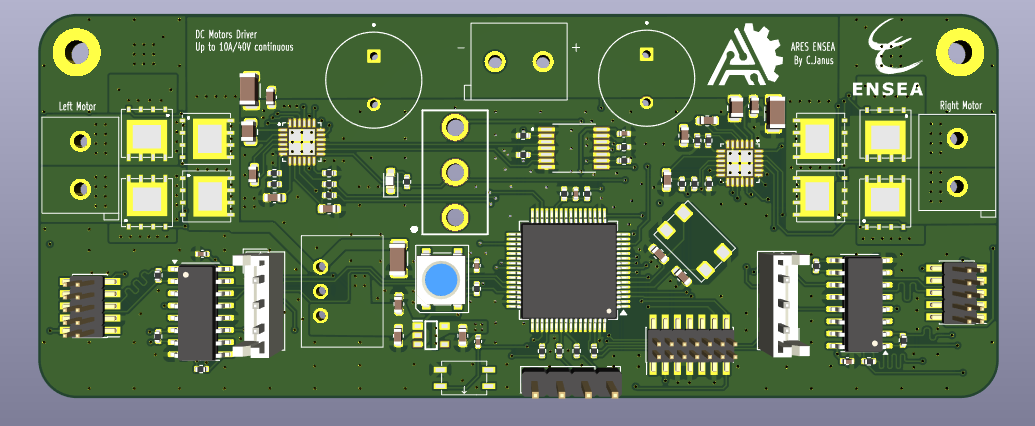 DC Motors Driver
Up to 10A/40V continuous
- +
ARES ENSEA
By C.Janus
ENSEA
Left Motor
Right Motor